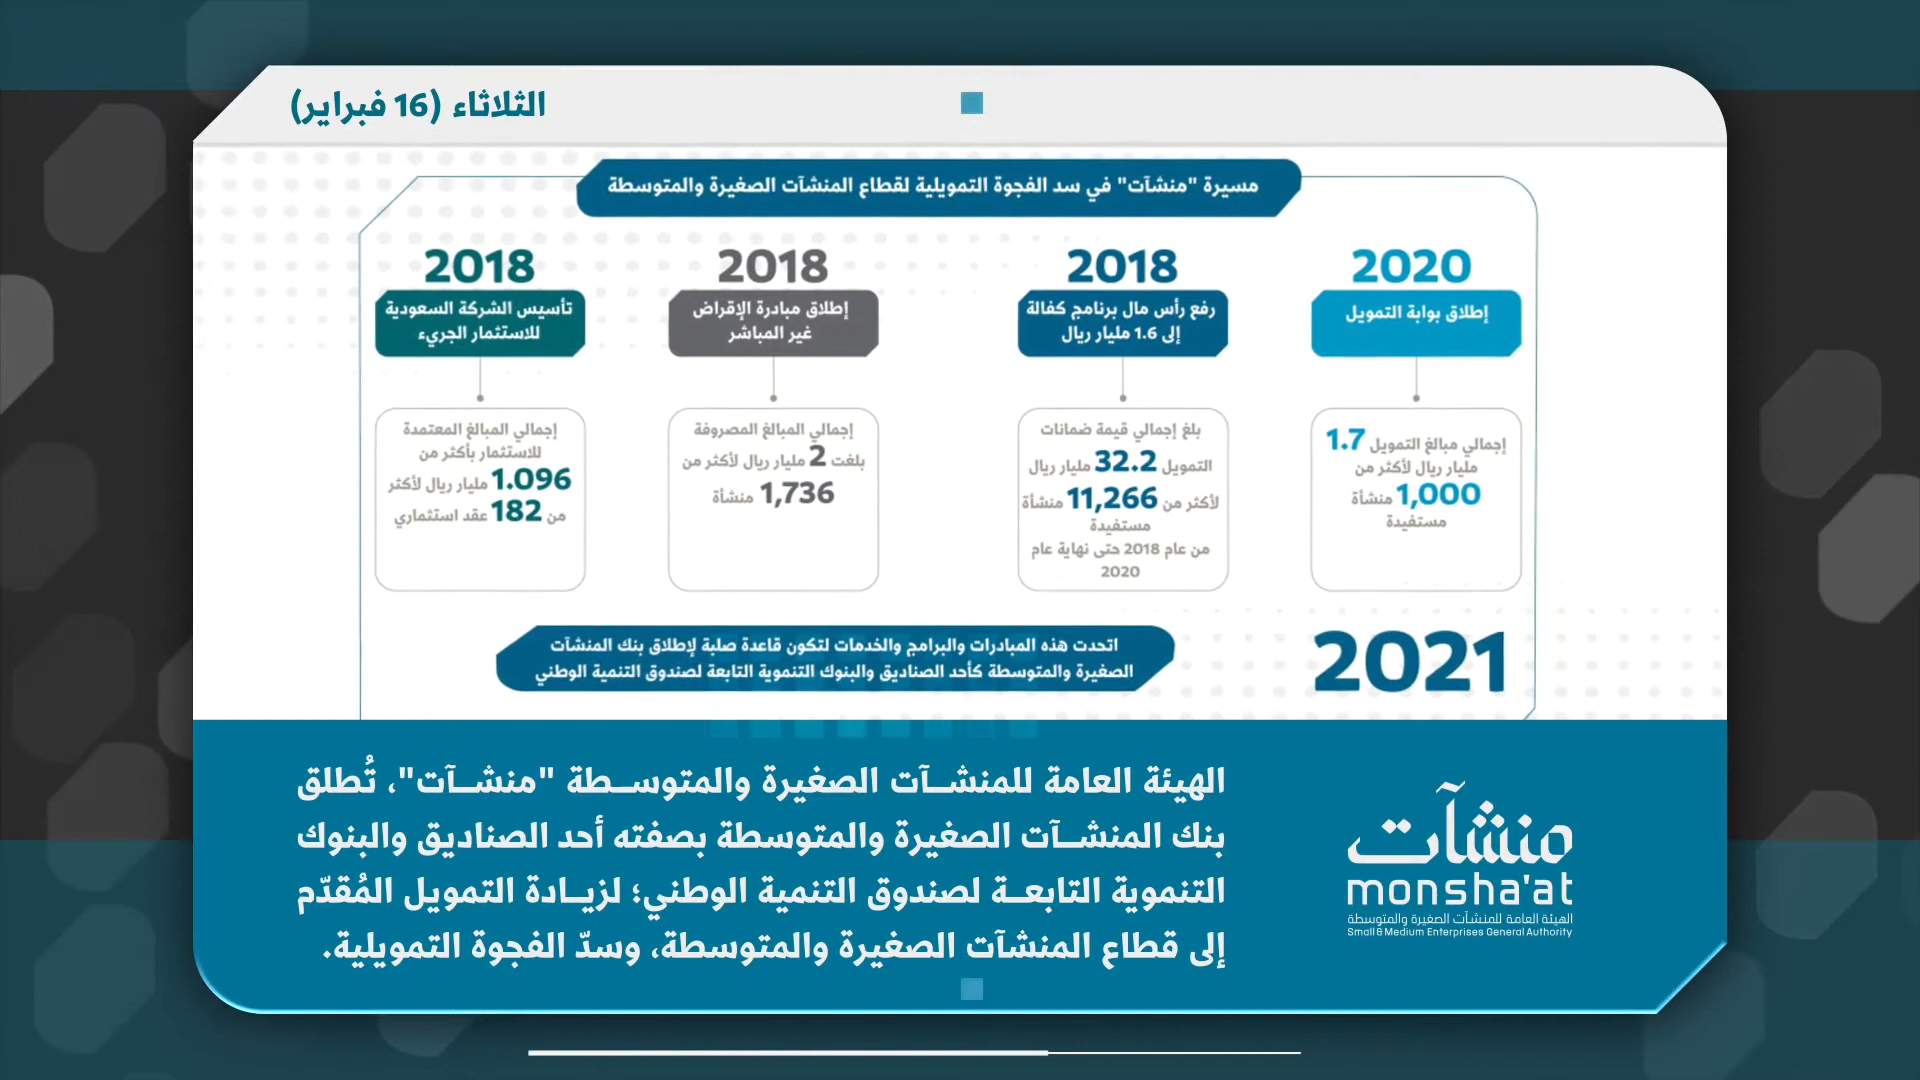 الثلاثاء (16 فبراير)
مسيرة "منشآت" في سد الفجوة التمويلية لقطاع المنشآت الصغيرة والمتوسطة
2020
إطلاق بوابة التمويل
إجمالي مبالغ التمويل 1.7
مليار ريال لأكثر من
1,000 منشأة
مستفيدة
2018
رفع رأس مال برنامج كفالة
إلى 1.6 مليار ريال
بلغ إجمالي قيمة ضمانات
التمويل 32.2 مليار ريال
لأكثر من 11,266 منشأة
مستفيدة
من عام 2018 حتى نهاية عام
2020
2018
إطلاق مبادرة الإقراض
غير المباشر
إجمالي المبالغ المصروفة
بلغت 2 مليار ريال لأكثر من
1,736 منشأة
2018
تأسيس الشركة السعودية
للاستثمار الجريء
إجمالي المبالغ المعتمدة
للاستثمار بأكثر من
1.096 مليار ريال لأكثر
من 182 عقد استثماري
2021
اتحدت هذه المبادرات والبرامج والخدمات لتكون قاعدة صلبة لإطلاق بنك المنشآت
الصغيرة والمتوسطة كأحد الصناديق والبنوك التنموية التابعة لصندوق التنمية الوطني
منشآت
monsha'at
الهيئة العامة للمنشآت الصغيرة والمتوسطة
Small & Medium Enterprises General Authority
الهيئة العامة للمنشــآت الصغيرة والمتوســطة "منشــآت"، تُطلق
بنك المنشــآت الصغيرة والمتوسطة بصفته أحد الصناديق والبنوك
التنموية التابعــة لصندوق التنمية الوطني؛ لزيــادة التمويل المُقدّم
إلى قطاع المنشآت الصغيرة والمتوسطة، وسدّ الفجوة التمويلية.